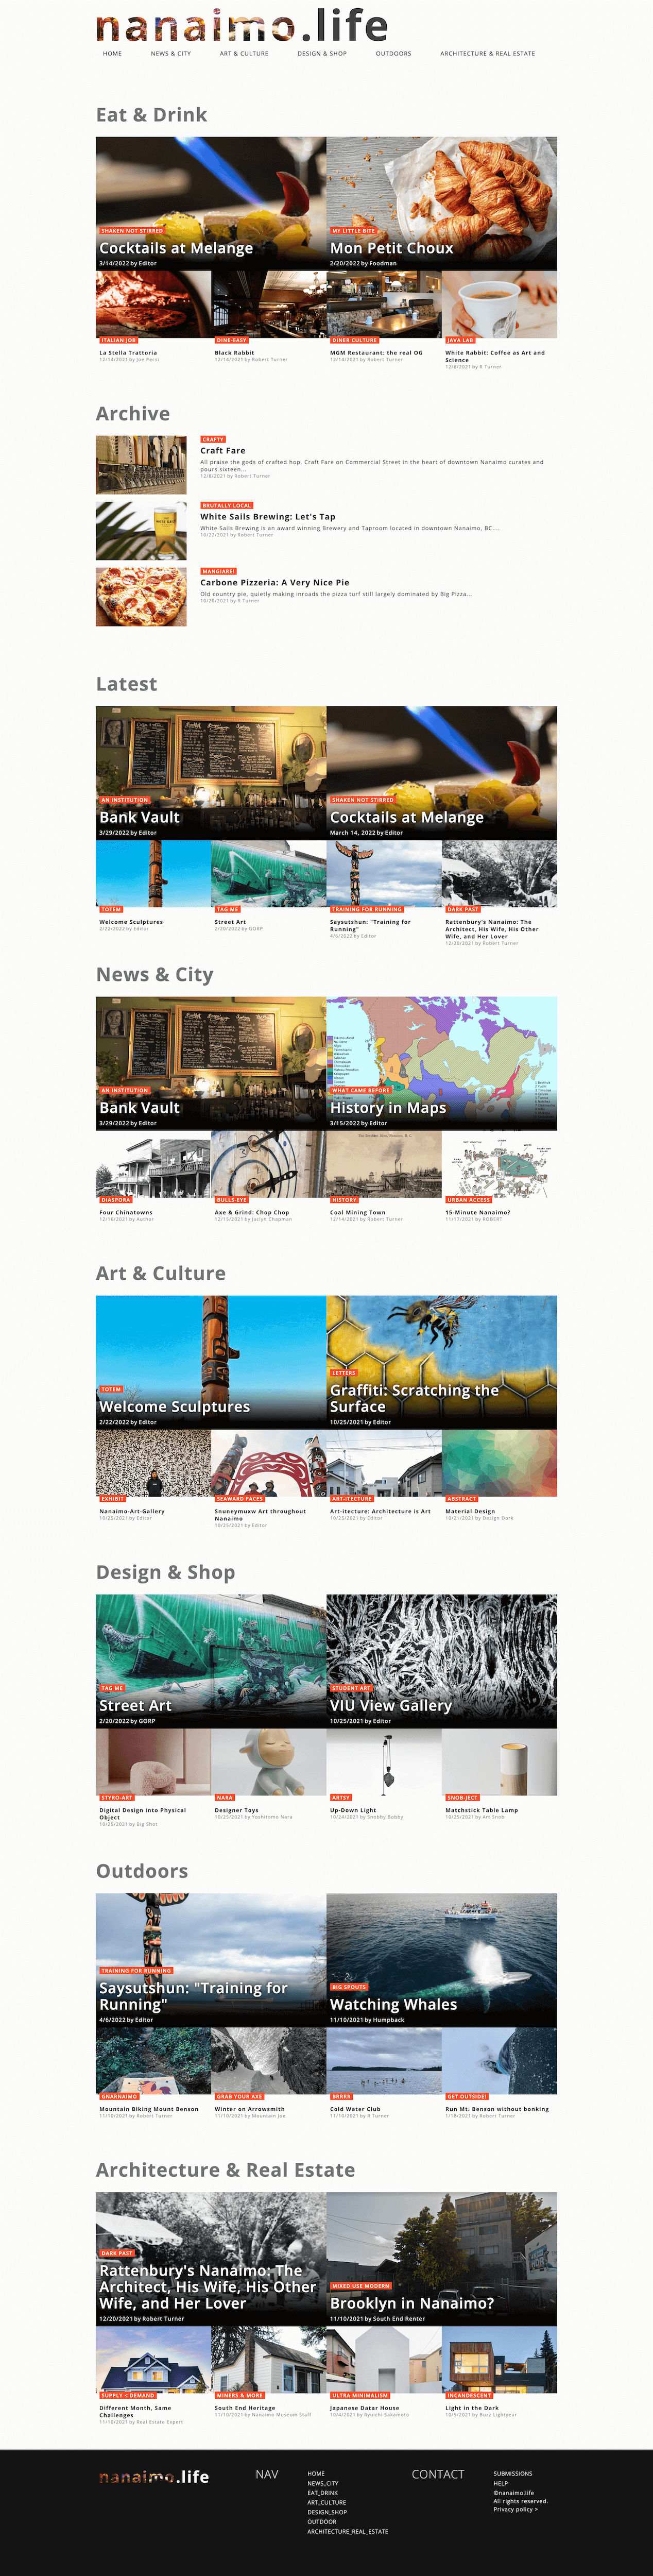 nanaimo.life
HOME NEWS & CITY ART & CULTURE DESIGN & SHOP OUTDOORS ARCHITECTURE & REAL ESTATE
Eat & Drink
SHAKEN NOT STIRRED
Cocktails at Melange
3/14/2022 by Editor
MY LITTLE BITE
Mon Petit Choux
2/20/2022 by Foodman
ITALIAN JOB
La Stella Trattoria
12/14/2021 by Joe Pecsi
DINE-EASY
Black Rabbit
12/14/2021 by Robert Turner
DINER CULTURE
MGM Restaurant: the real OG
12/14/2021 by Robert Turner
JAVA LAB
White Rabbit: Coffee as Art and
Science
12/8/2021 by R Turner
Archive
CRAFTY
Craft Fare
All praise the gods of crafted hop. Craft Fare on Commercial Street in the heart of downtown Nanaimo curates and
pours sixteen...
12/8/2021 by Robert Turner
BRUTALLY LOCAL
White Sails Brewing: Let's Tap
White Sails Brewing is an award winning Brewery and Taproom located in downtown Nanaimo, BC....
10/22/2021 by Robert Turner
MANGIARE!
Carbone Pizzeria: A Very Nice Pie
Old country pie, quietly making inroads the pizza turf still largely dominated by Big Pizza...
10/20/2021 by R Turner
Latest
AN INSTITUTION
Bank Vault
3/29/2022 by Editor
SHAKEN NOT STIRRED
Cocktails at Melange
March 14, 2022 by Editor
TOTEM
Welcome Sculptures
2/22/2022 by Editor
TAG ME
Street Art
2/20/2022 by GORP
TRAINING FOR RUNNING
Saysutshun: "Training for
Running"
4/6/2022 by Editor
DARK PAST
Rattenbury's Nanaimo: The
Architect, His Wife, His Other
Wife, and Her Lover
12/20/2021 by Robert Turner
News & City
AN INSTITUTION
Bank Vault
3/29/2022 by Editor
WHAT CAME BEFORE
History in Maps
3/15/2022 by Editor
DIASPORA
Four Chinatowns
12/16/2021 by Author
BULLS-EYE
Axe & Grind: Chop Chop
12/15/2021 by Jaclyn Chapman
HISTORY
Coal Mining Town
12/14/2021 by Robert Turner
URBAN ACCESS
15-Minute Nanaimo?
11/17/2021 by ROBERT
Art & Culture
TOTEM
Welcome Sculptures
2/22/2022 by Editor
LETTERS
Graffiti: Scratching the
Surface
10/25/2021 by Editor
EXHIBIT
Nanaimo-Art-Gallery
10/25/2021 by Editor
SEAWARD FACES
Snuneymuxw Art throughout
Nanaimo
10/25/2021 by Editor
ART-ITECTURE
Art-itecture: Architecture is Art
10/25/2021 by Editor
ABSTRACT
Material Design
10/21/2021 by Design Dork
Design & Shop
TAG ME
Street Art
2/20/2022 by GORP
STUDENT ART
VIU View Gallery
10/25/2021 by Editor
STYRO-ART
Digital Design into Physical
Object
10/25/2021 by Big Shot
NARA
Designer Toys
10/25/2021 by Yoshitomo Nara
ARTSY
Up-Down Light
10/24/2021 by Snobby Bobby
SNOB-JECT
Matchstick Table Lamp
10/25/2021 by Art Snob
Outdoors
TRAINING FOR RUNNING
Saysutshun: "Training for
Running"
4/6/2022 by Editor
BIG SPOUTS
Watching Whales
11/10/2021 by Humpback
GNARNAIMO
Mountain Biking Mount Benson
11/10/2021 by Robert Turner
GRAB YOUR AXE
Winter on Arrowsmith
11/10/2021 by Mountain Joe
BRRRR
Cold Water Club
11/10/2021 by R Turner
GET OUTSIDE!
Run Mt. Benson without bonking
1/18/2021 by Robert Turner
Architecture & Real Estate
DARK PAST
Rattenbury's Nanaimo: The
Architect, His Wife, His Other
Wife, and Her Lover
12/20/2021 by Robert Turner
MIXED USE MODERN
Brooklyn in Nanaimo?
11/10/2021 by South End Renter
SUPPLY < DEMAND
Different Month, Same
Challenges
11/10/2021 by Real Estate Expert
MINERS & MORE
South End Heritage
11/10/2021 by Nanaimo Museum Staff
ULTRA MINIMALISM
Japanese Datar House
10/4/2021 by Ryuichi Sakamoto
INCANDESCENT
Light in the Dark
10/5/2021 by Buzz Lightyear
nanaimo.life
NAV
HOME
NEWS_CITY
EAT_DRINK
ART_CULTURE
DESIGN_SHOP
OUTDOOR
ARCHITECTURE_REAL_ESTATE
CONTACT
SUBMISSIONS
HELP
©nanaimo.life
All rights reserved.
Privacy policy >